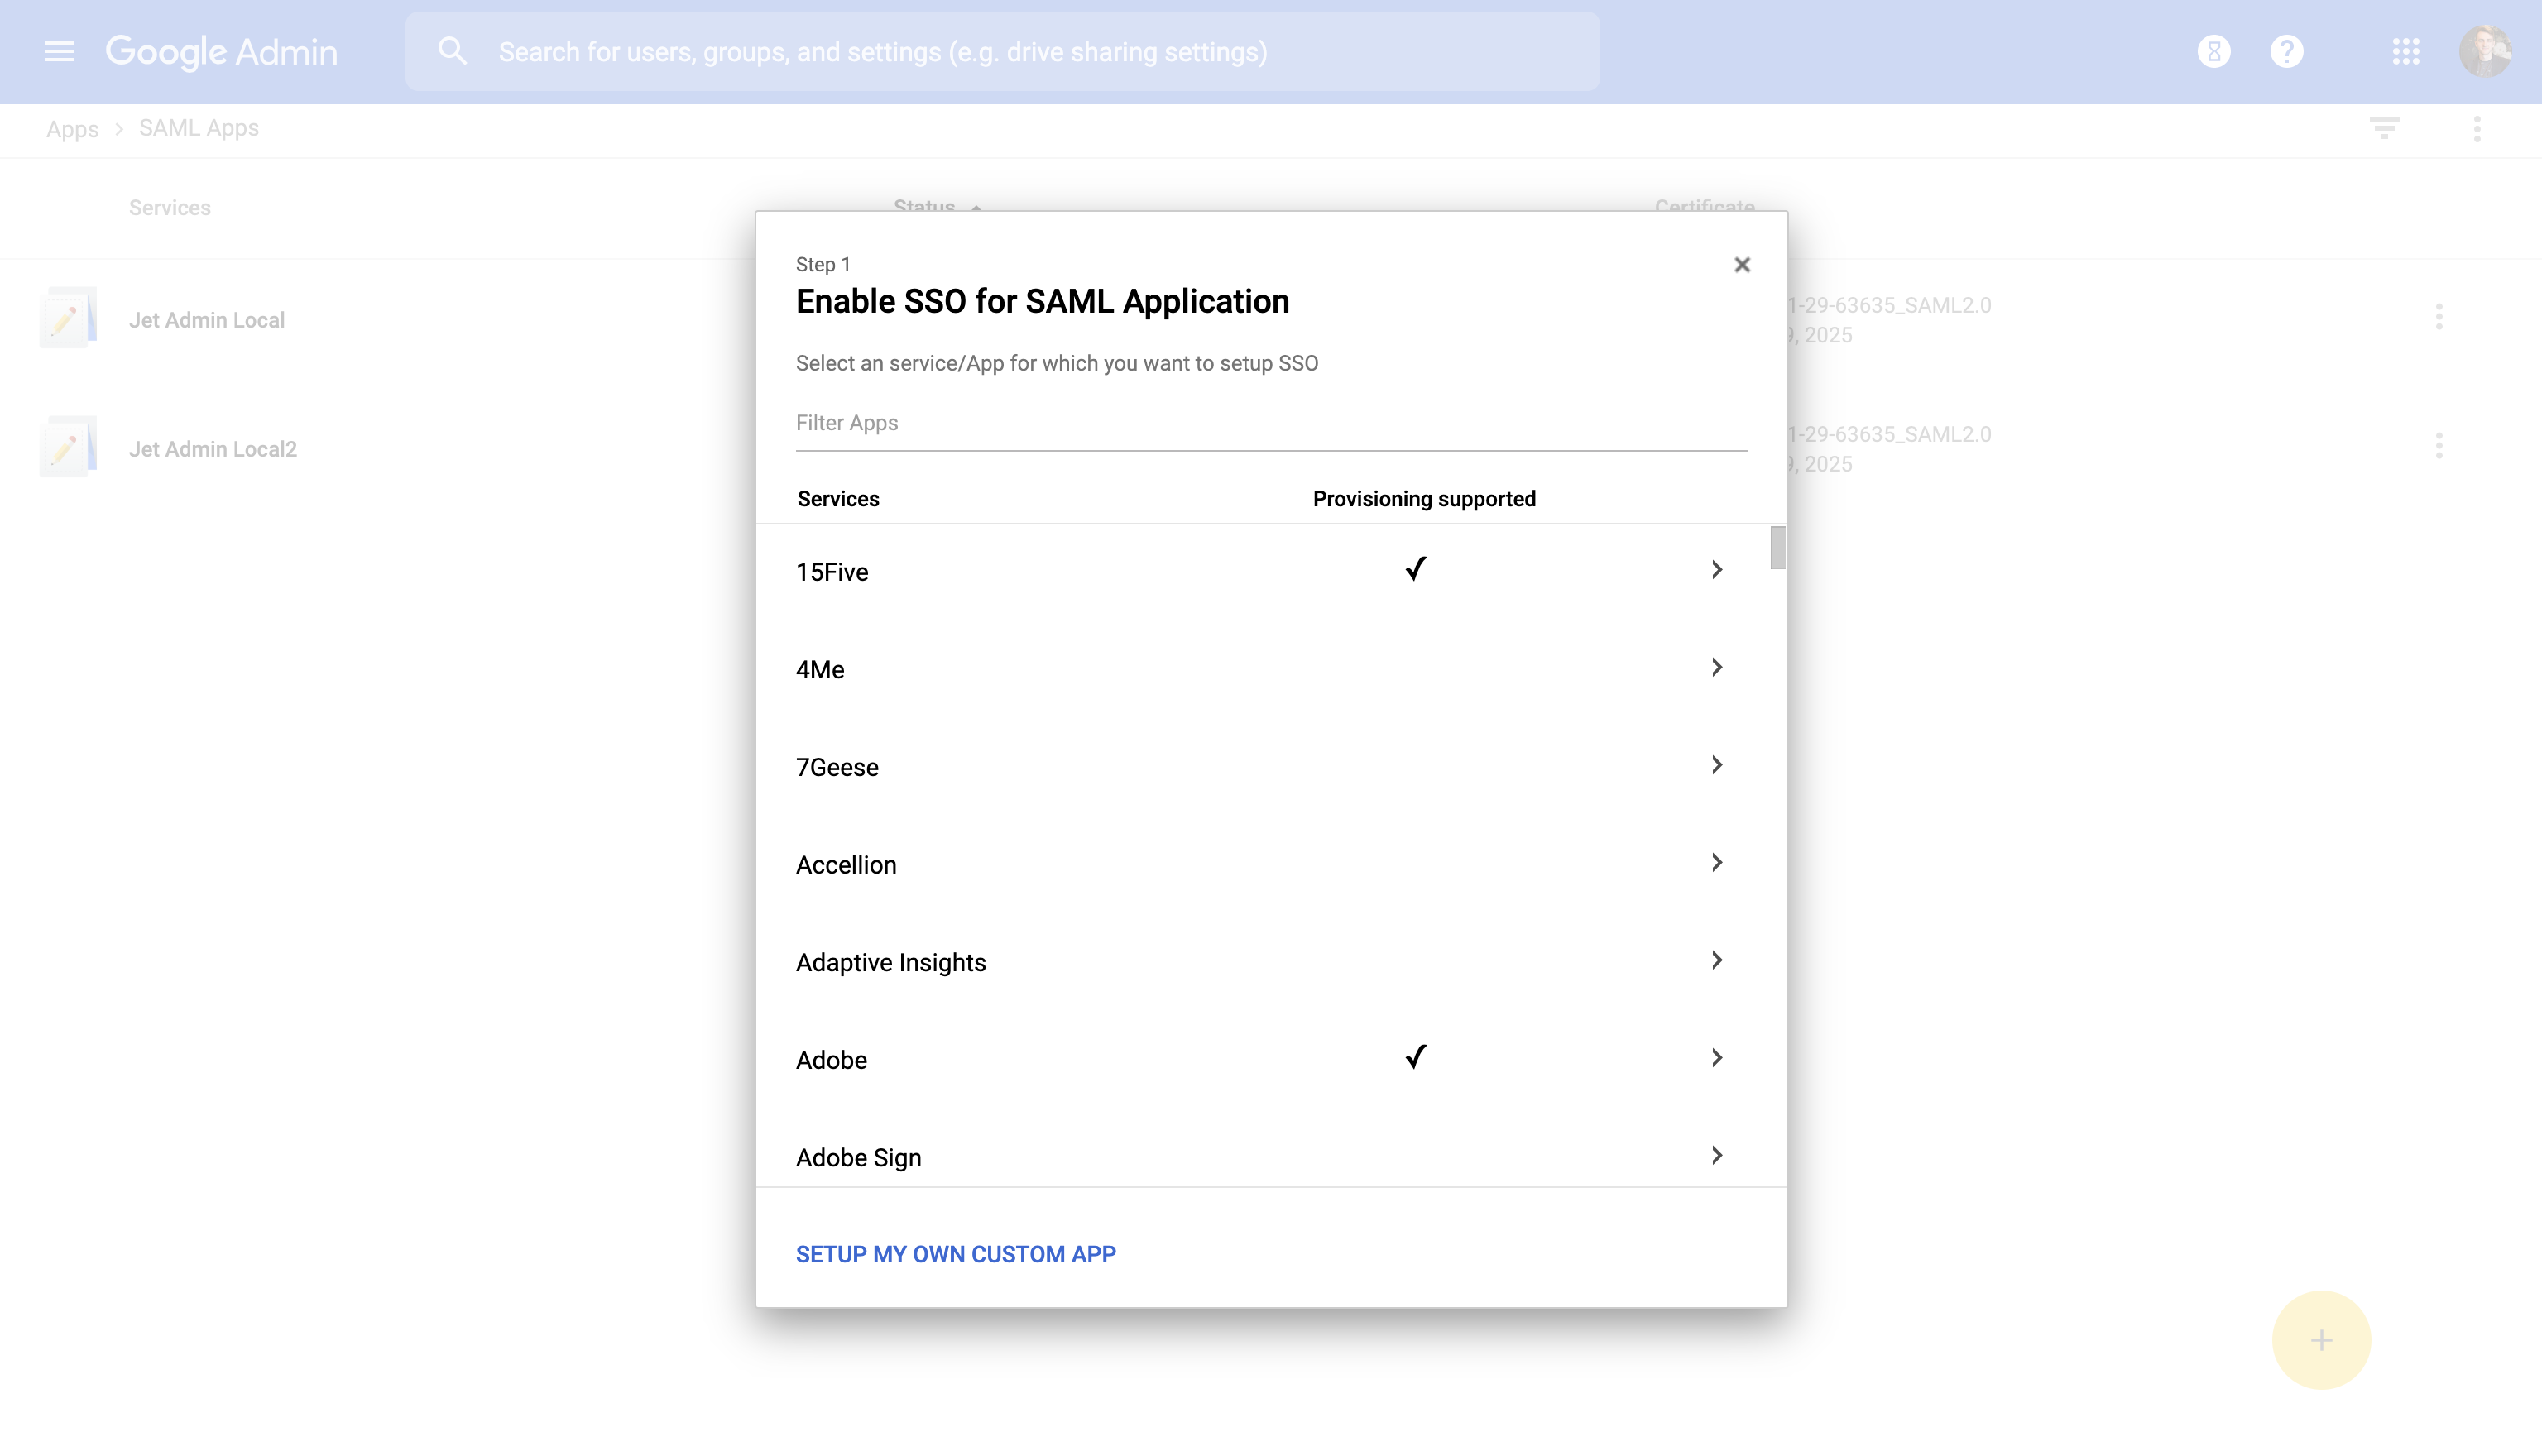 Google Admin
Search for users, groups, and settings (e.g. drive sharing settings)
Apps > SAML Apps
Services
Status
Certificate
Jet Admin Local
1-29-63635_SAML2.0
9, 2025
Jet Admin Local2
1-29-63635_SAML2.0
9, 2025
Step 1
Enable SSO for SAML Application
Select an service/App for which you want to setup SSO
Filter Apps
Services Provisioning supported
15Five
4Me
7Geese
Accellion
Adaptive Insights
Adobe
Adobe Sign
SETUP MY OWN CUSTOM APP